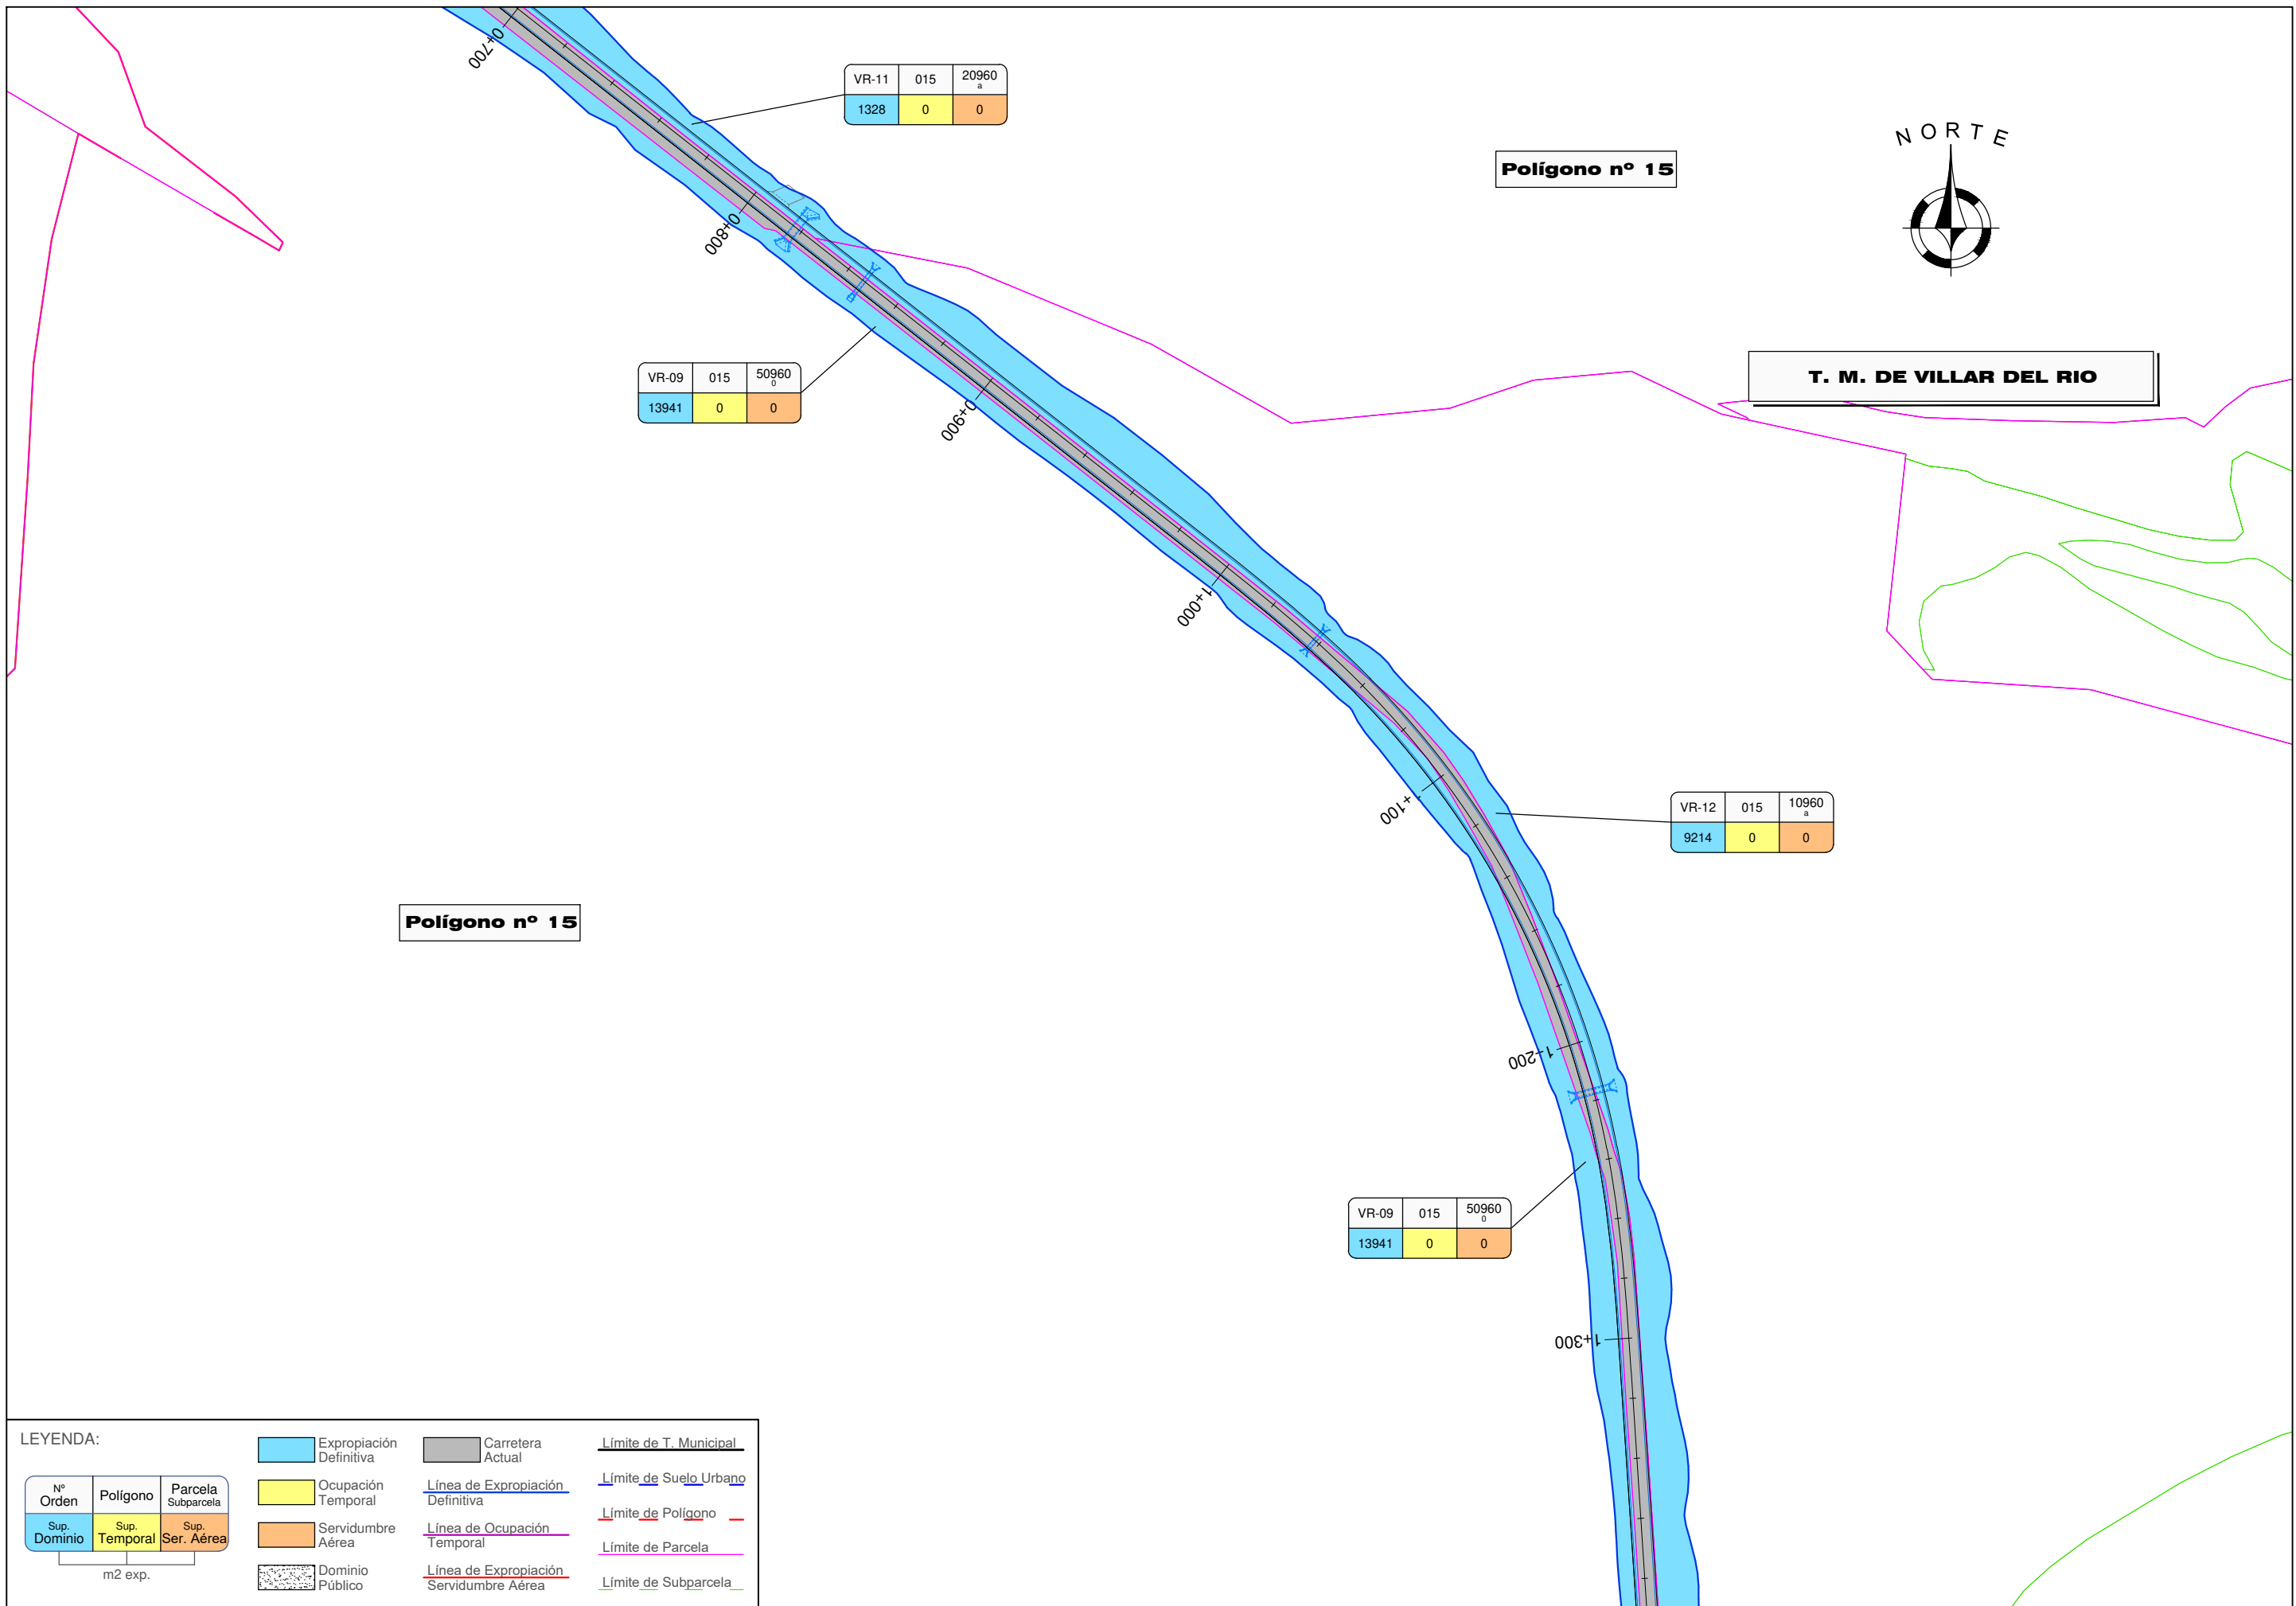 0+700
VR-11 015 20960
a
1328 0 0
Polígono nº 15
NORTE
0+800
T. M. DE VILLAR DEL RIO
VR-09 015 50960
0
13941 0 0
0+900
1+000
1+100
VR-12 015 10960
a
9214 0 0
Polígono nº 15
1+200
VR-09 015 50960
0
13941 0 0
1+300
LEYENDA:
Nº
Orden
Polígono
Parcela
Subparcela
Sup.
Dominio
Sup.
Temporal
Sup.
Ser. Aérea
m2 exp.
Expropiación
Definitiva
Ocupación
Temporal
Servidumbre
Aérea
Dominio
Público
Carretera
Actual
Línea de Expropiación
Definitiva
Línea de Ocupación
Temporal
Línea de Expropiación
Servidumbre Aérea
Límite de T. Municipal
Límite de Suelo Urbano
Límite de Polígono
Límite de Parcela
Límite de Subparcela